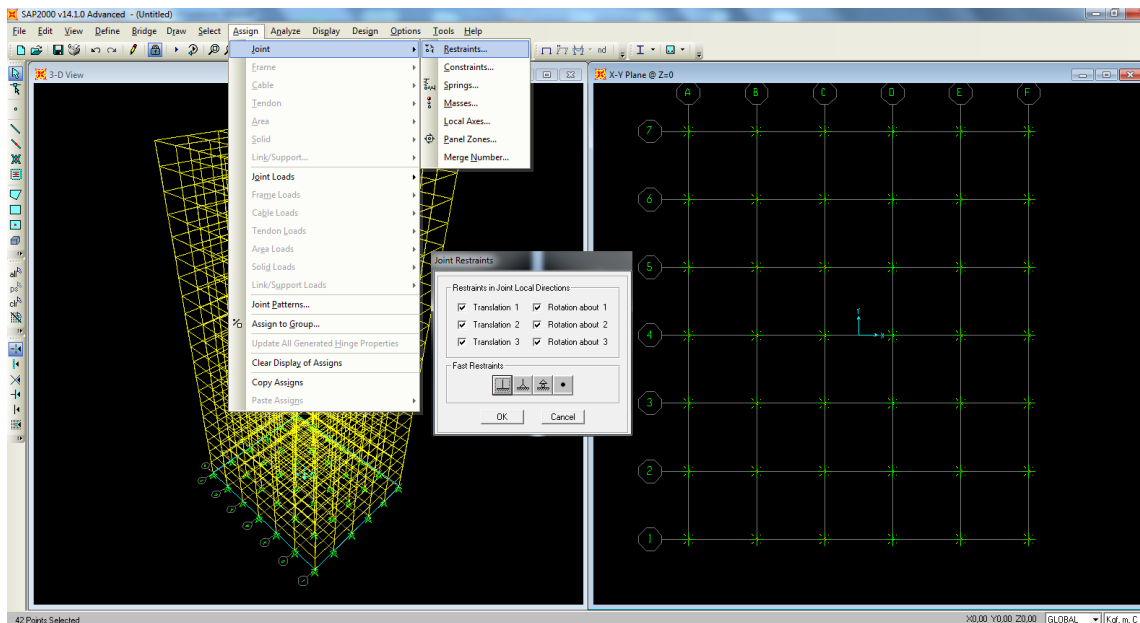 SAP2000 v14.1.0 Advanced - (Untitled)
File Edit View Define Bridge Draw Select Assign Analyze Display Design Options Tools Help
3-D View
X-Y Plane @ Z=0
Joint
Frame
Cable
Tendon
Area
Solid
Link/Support...
Joint Loads
Frame Loads
Cable Loads
Tendon Loads
Area Loads
Solid Loads
Link/Support Loads
Joint Patterns...
Assign to Group...
Update All Generated Hinge Properties
Clear Display of Assigns
Copy Assigns
Paste Assigns
Restraints...
Constraints...
Springs...
Masses...
Local Axes...
Panel Zones...
Merge Number...
nd
all
ps
clr
Joint Restraints
Restraints in Joint Local Directions
Translation 1 Rotation about 1
Translation 2 Rotation about 2
Translation 3 Rotation about 3
Fast Restraints
OK Cancel
A B C D E F
7
6
5
Y
4 X
3
2
1
42 Points Selected
X0,00 Y0,00 Z0,00 GLOBAL Kgf, m, C